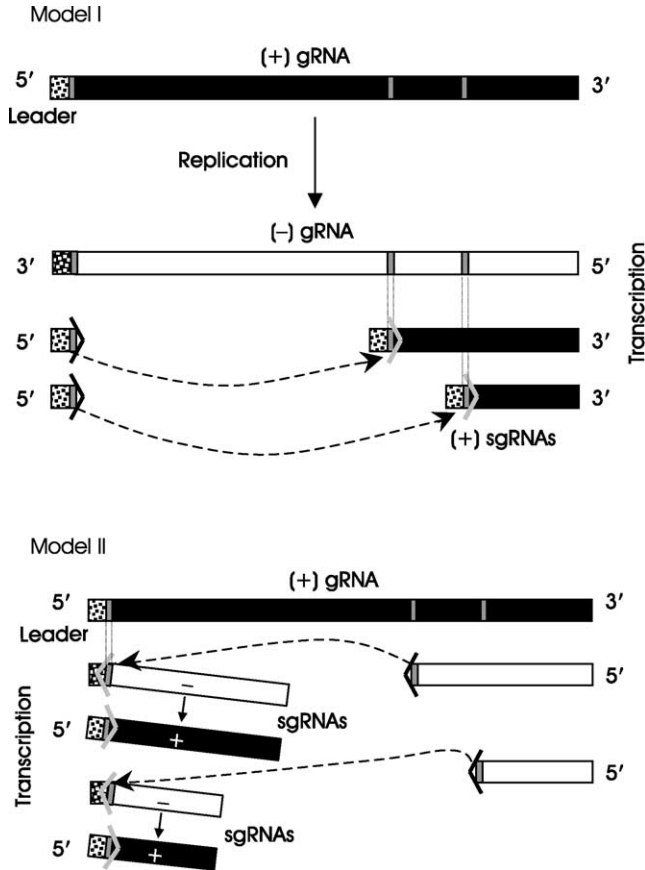 Model I
(+) gRNA
5′ 3′
Leader
Replication
(−) gRNA
3′ 5′
Transcription
5′ 3′
5′ 3′
(+) sgRNAs
Model II
(+) gRNA
5′ 3′
Leader
− 5′
sgRNAs
Transcription
5′ +
5′
−
sgRNAs
5′ +